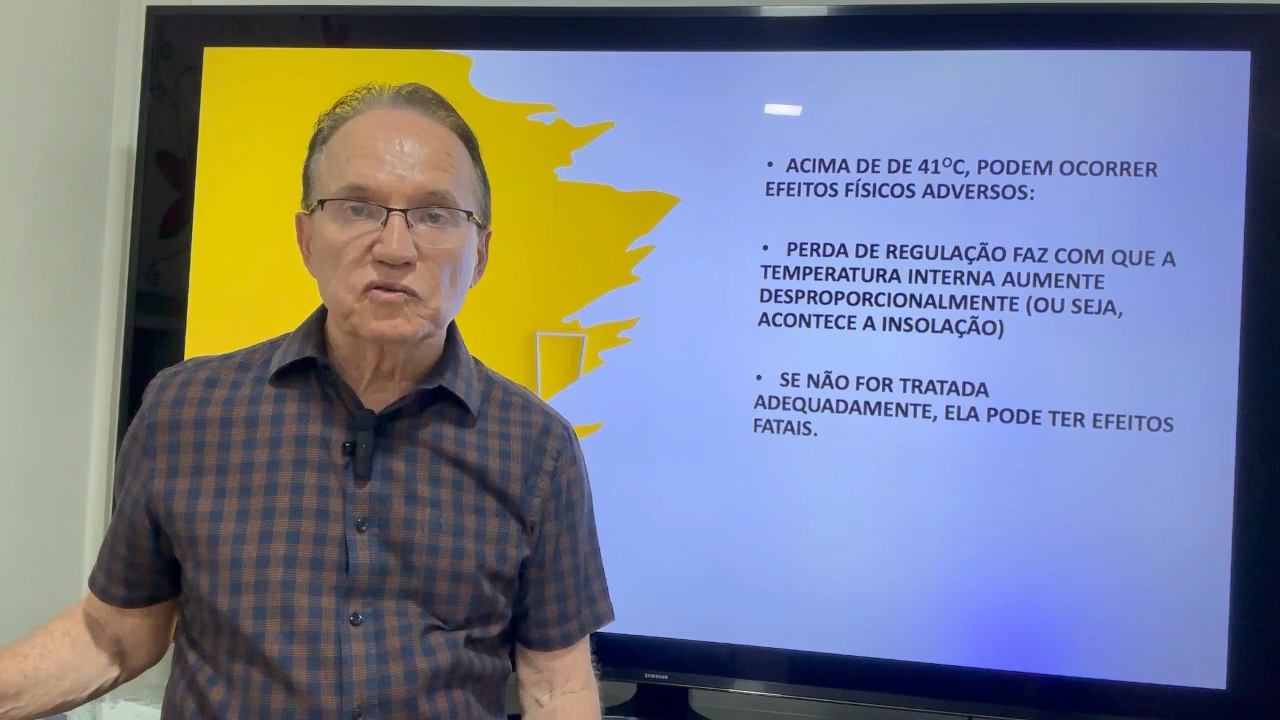 • ACIMA DE DE 41ºC, PODEM OCORRER
EFEITOS FÍSICOS ADVERSOS:
• PERDA DE REGULAÇÃO FAZ COM QUE A
TEMPERATURA INTERNA AUMENTE
DESPROPORCIONALMENTE (OU SEJA,
ACONTECE A INSOLAÇÃO)
• SE NÃO FOR TRATADA
ADEQUADAMENTE, ELA PODE TER EFEITOS
FATAIS.
SAMSUNG